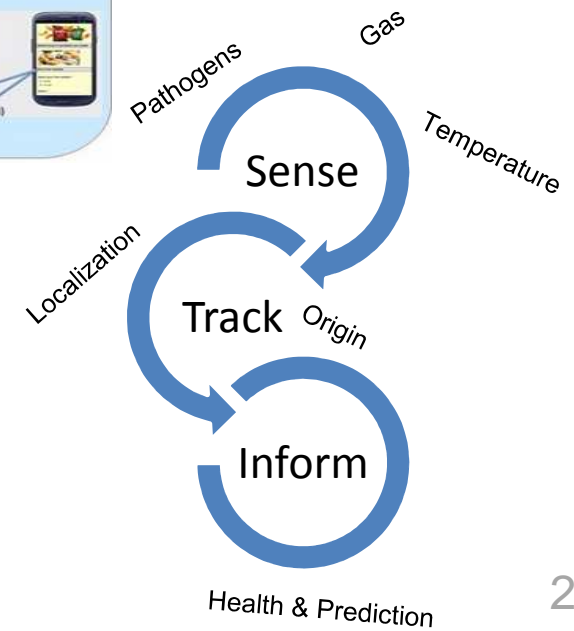 Gas
Pathogens
Temperature
Sense
Localization
Track
Origin
Inform
Health & Prediction
2